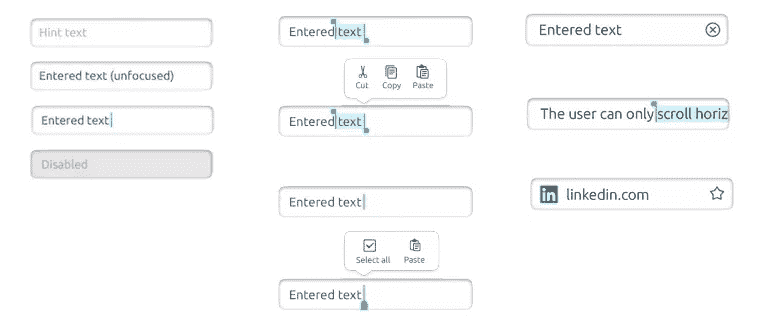 Hint text
Entered text (unfocused)
Entered text
Disabled
Entered text
Cut Copy Paste
Entered text
Entered text
Select all Paste
Entered text
Entered text
The user can only scroll horiz
in linkedin.com